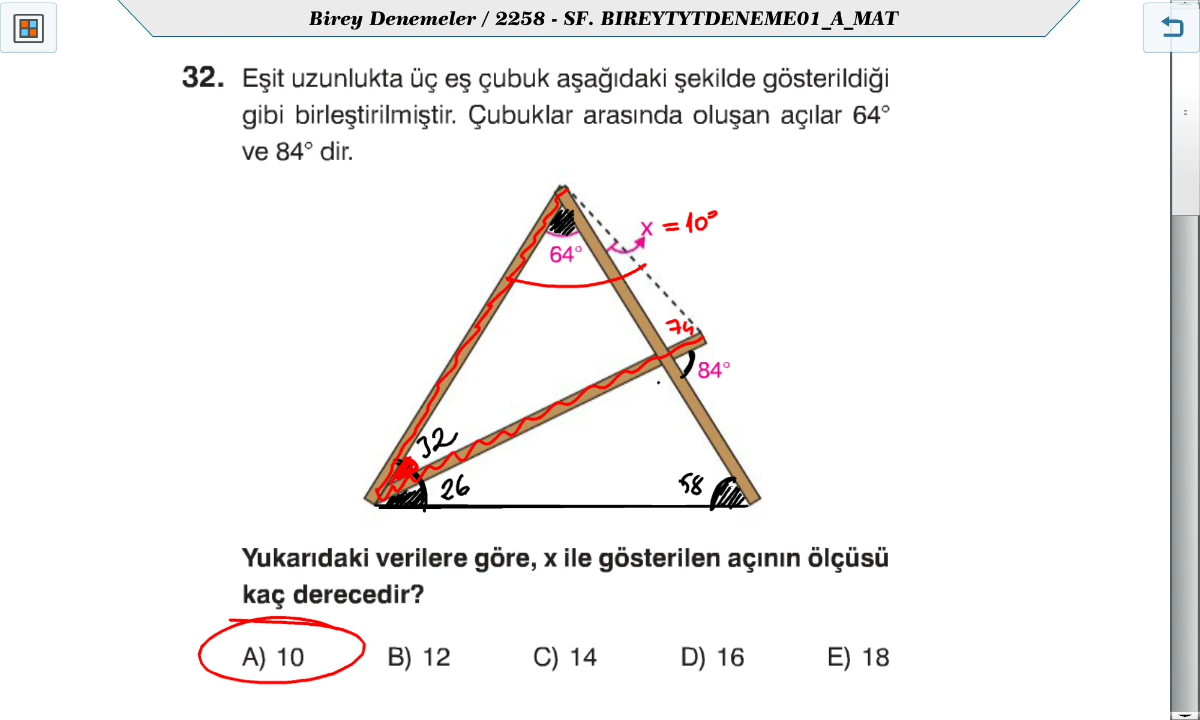 Birey Denemeler / 2258 - SF. BIREYTYTDENEME01_A_MAT
32. Eşit uzunlukta üç eş çubuk aşağıdaki şekilde gösterildiği
gibi birleştirilmiştir. Çubuklar arasında oluşan açılar 64°
ve 84° dir.
x = 10°
64°
74
84°
32
26
58
Yukarıdaki verilere göre, x ile gösterilen açının ölçüsü
kaç derecedir?
A) 10 B) 12 C) 14 D) 16 E) 18